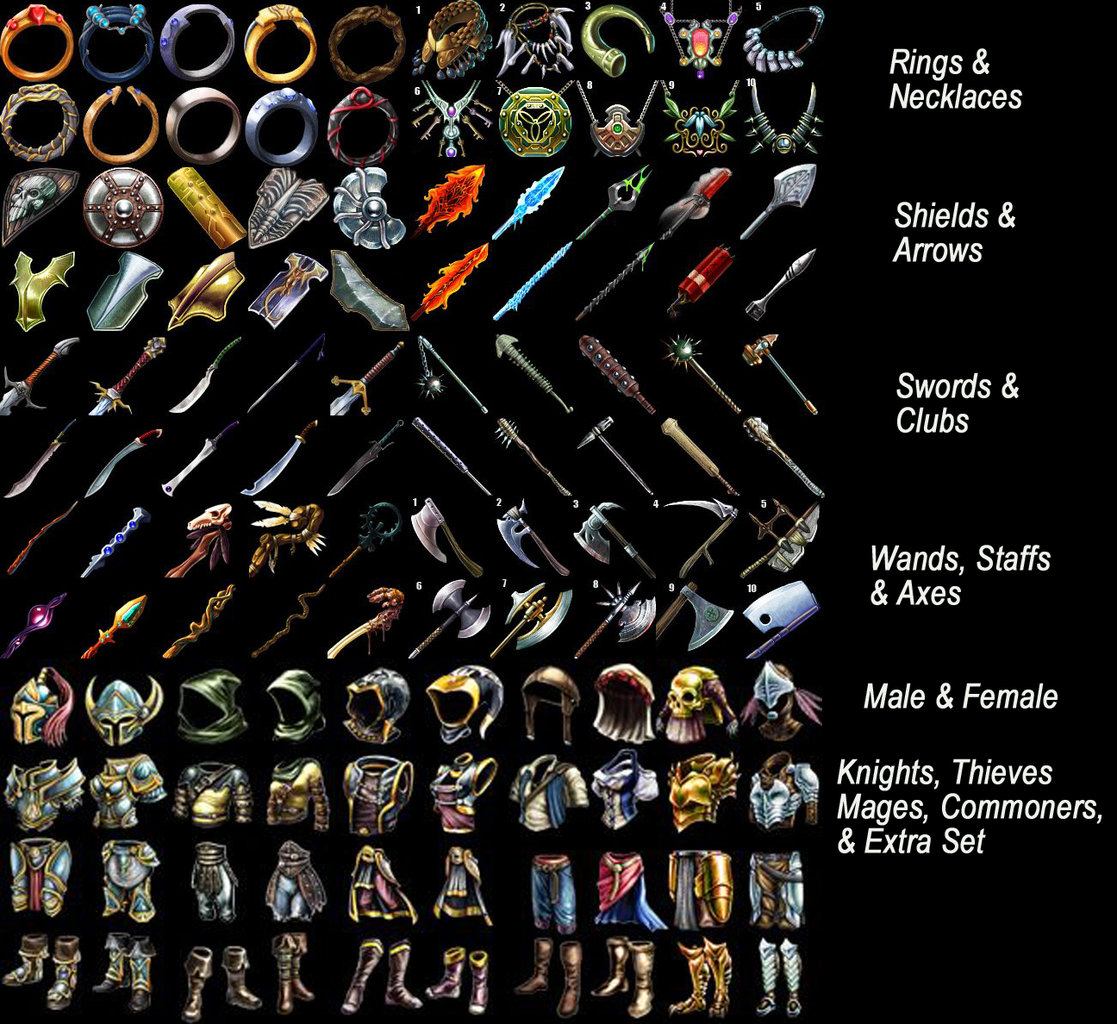 1 2 3 4 5
Rings &
Necklaces
6 7 8 9 10
Shields &
Arrows
Swords &
Clubs
1 2 3 4 5
Wands, Staffs
& Axes
6 7 8 9 10
Male & Female
Knights, Thieves
Mages, Commoners,
& Extra Set